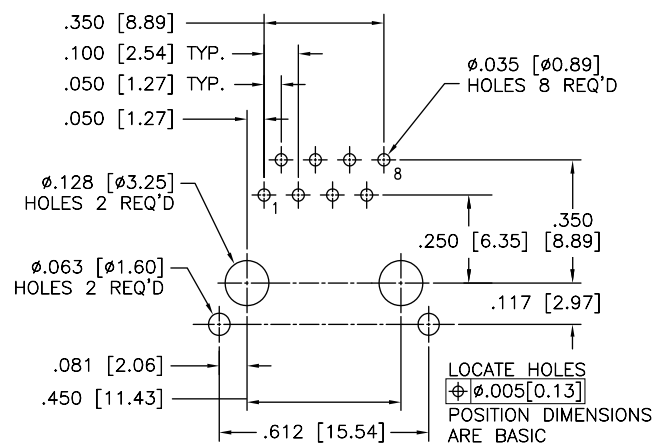 .350 [8.89]
.100 [2.54] TYP.
.050 [1.27] TYP.
.050 [1.27]
ø.035 [ø0.89]
HOLES 8 REQ'D
8
1
ø.128 [ø3.25]
HOLES 2 REQ'D
.350
[8.89]
.250 [6.35]
ø.063 [ø1.60]
HOLES 2 REQ'D
.117 [2.97]
.081 [2.06]
.450 [11.43]
.612 [15.54]
LOCATE HOLES
⌖ ø.005[0.13]
POSITION DIMENSIONS
ARE BASIC